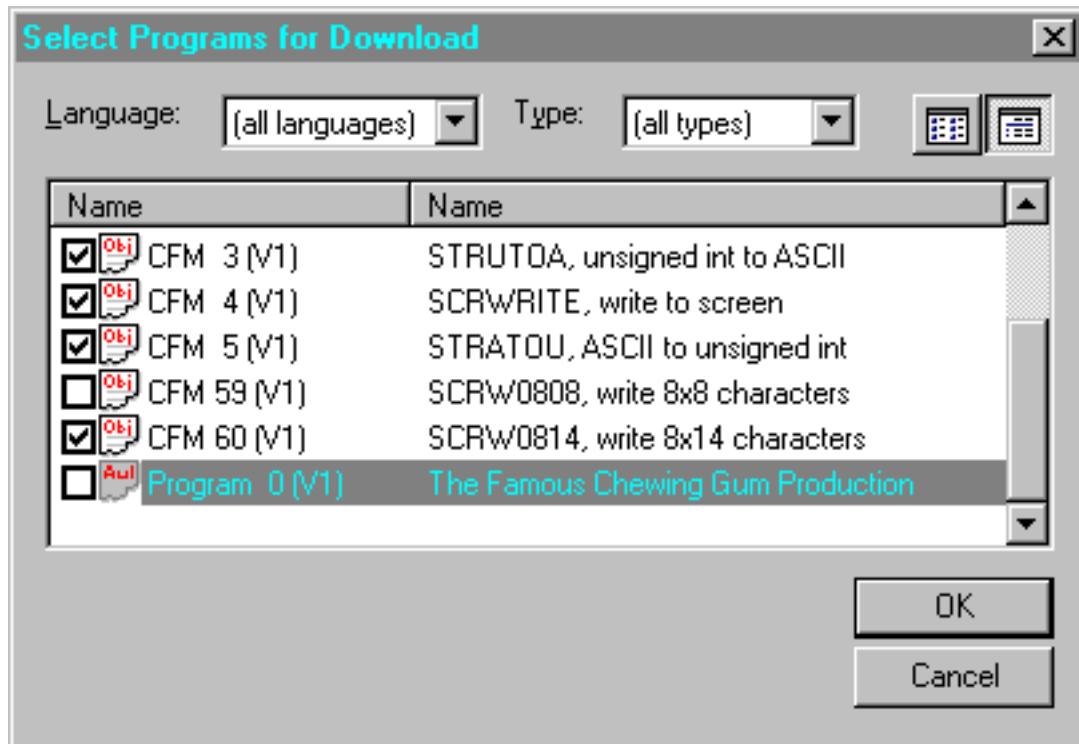 Select Programs for Download
Language: (all languages) Type: (all types)
Name Name
Obj CFM 3 (V1) STRUTOA, unsigned int to ASCII
Obj CFM 4 (V1) SCRWRITE, write to screen
Obj CFM 5 (V1) STRATOU, ASCII to unsigned int
Obj CFM 59 (V1) SCRW0808, write 8x8 characters
Obj CFM 60 (V1) SCRW0814, write 8x14 characters
Awl Program 0 (V1) The Famous Chewing Gum Production
OK
Cancel